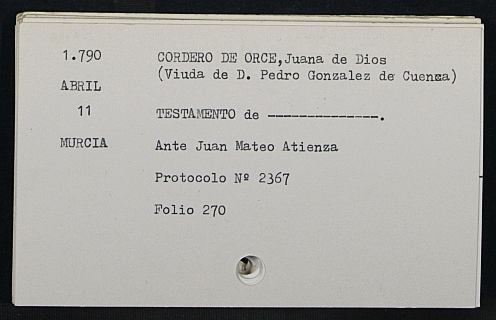 1.790 CORDERO DE ORCE,Juana de Dios
(Viuda de D. Pedro Gonzalez de Cuenza)
ABRIL
11 TESTAMENTO de --------------.
MURCIA Ante Juan Mateo Atienza
Protocolo Nº 2367
Folio 270